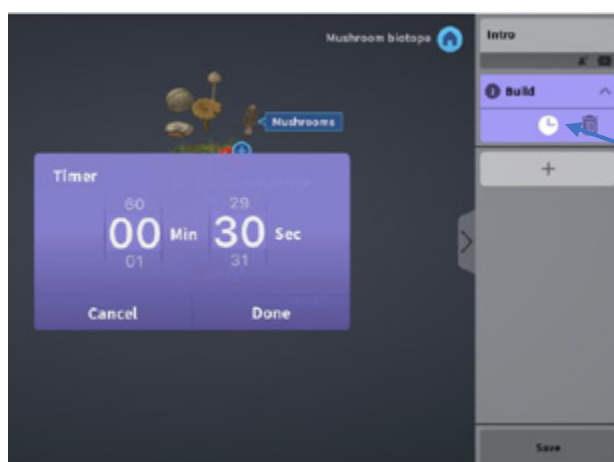 Mushroom biotope
Intro
Build
Mushrooms
Timer
60
29
00 Min 30 Sec
01
31
Cancel
Done
+
Save